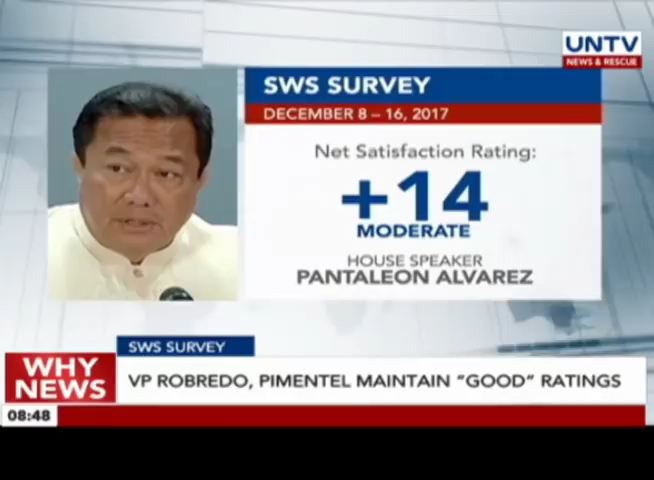 UNTV
NEWS & RESCUE
SWS SURVEY
DECEMBER 8 – 16, 2017
Net Satisfaction Rating:
+14
MODERATE
HOUSE SPEAKER
PANTALEON ALVAREZ
SWS SURVEY
WHY
NEWS
VP ROBREDO, PIMENTEL MAINTAIN "GOOD" RATINGS
08:48